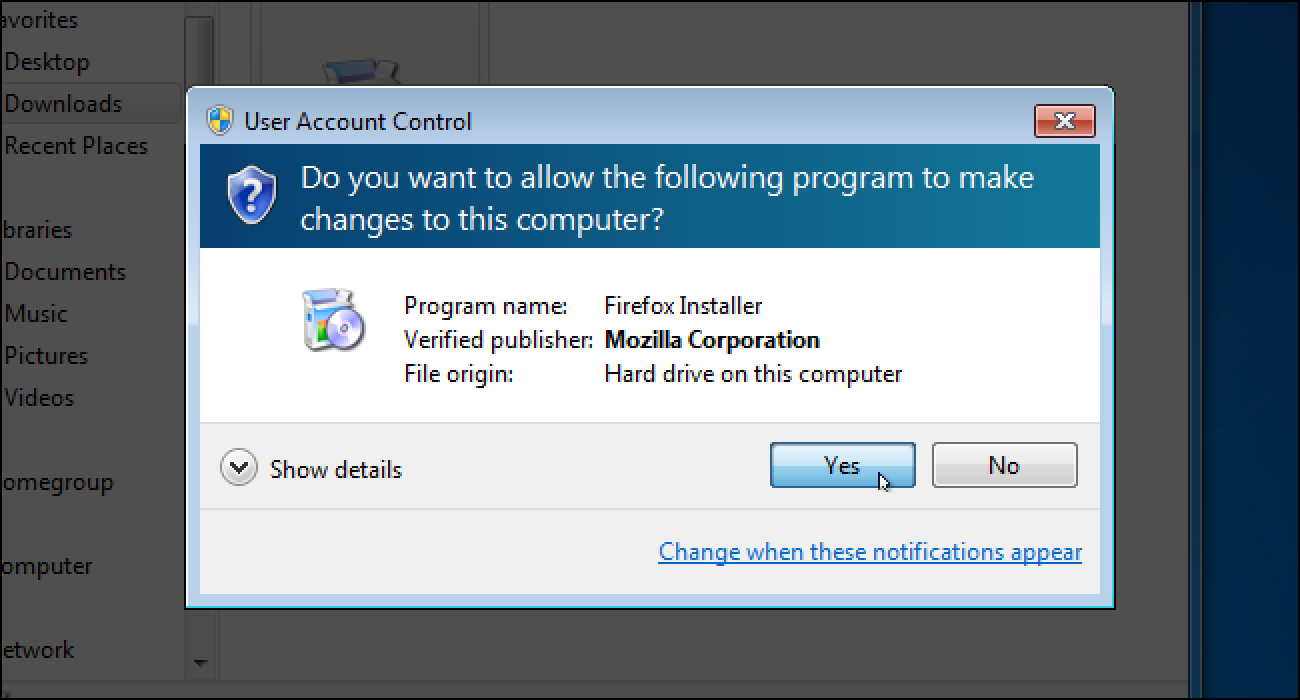 avorites
Desktop
Downloads
Recent Places
braries
Documents
Music
Pictures
Videos
omegroup
omputer
etwork
User Account Control
Do you want to allow the following program to make
changes to this computer?
Program name: Firefox Installer
Verified publisher: Mozilla Corporation
File origin: Hard drive on this computer
Show details
Yes
No
Change when these notifications appear